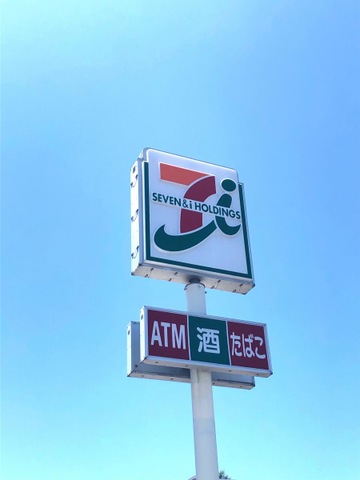 SEVEN & i HOLDINGS
ATM 酒 たばこ